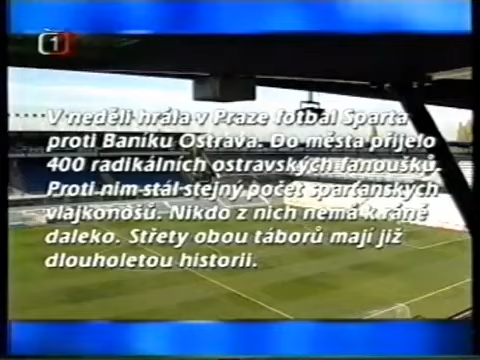 1
V neděli hrála v Praze fotbal Sparta
proti Baníku Ostrava. Do města přijelo
400 radikálních ostravských fanoušků.
Proti nim stál stejný počet sparťanských
vlajkonošů. Nikdo z nich nemá k ráně
daleko. Střety obou táborů mají již
dlouholetou historii.